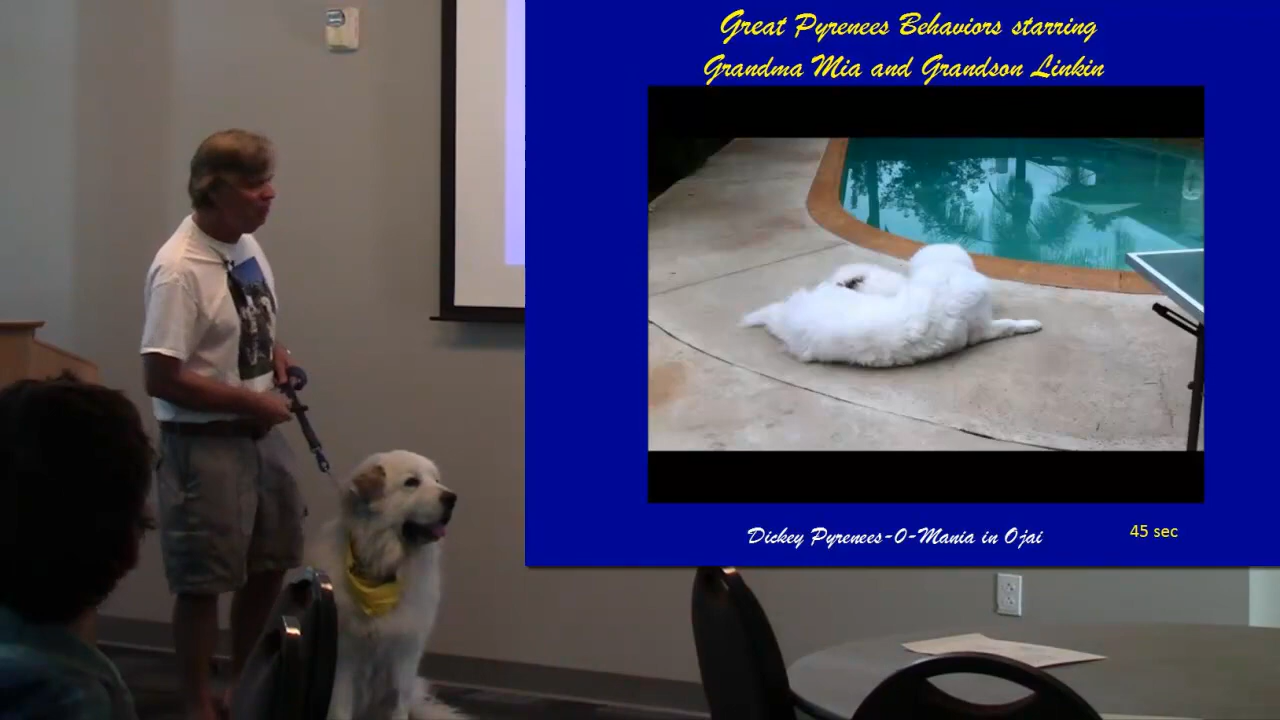 Great Pyrenees Behaviors starring
Grandma Mia and Grandson Linkin
Dickey Pyrenees-O-Mania in Ojai
45 sec